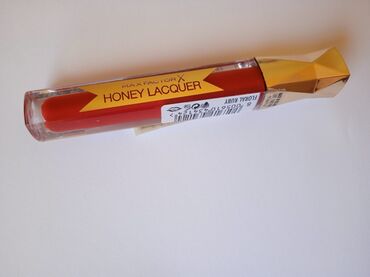 MAX FACTOR X
HONEY LACQUER
FLORAL RUBY